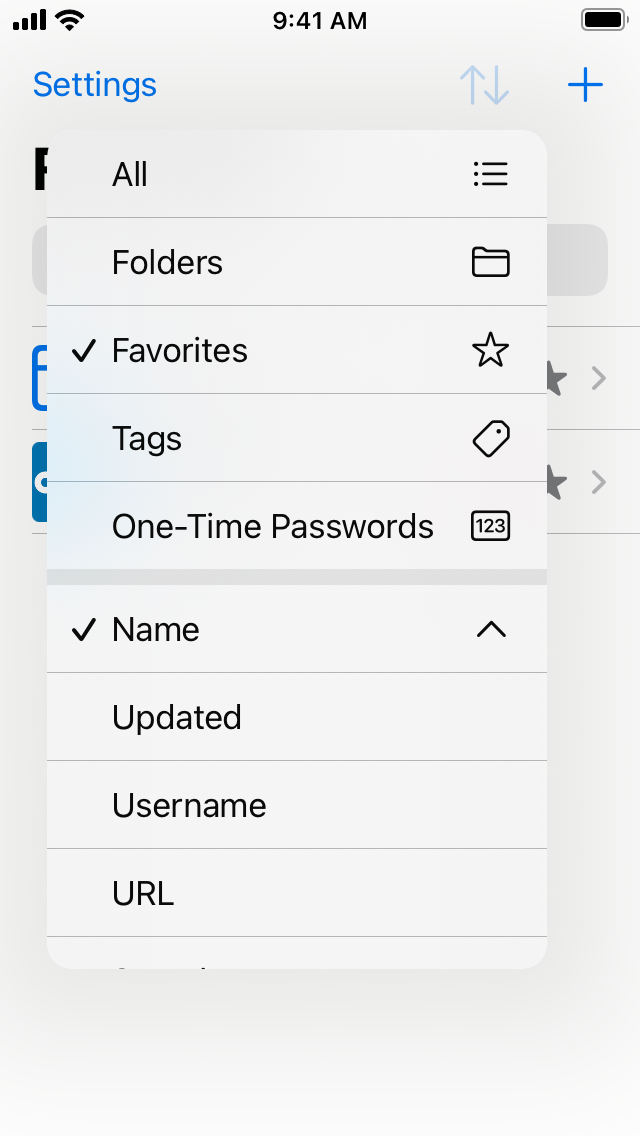 9:41 AM
Settings
All
Folders
Favorites
Tags
One-Time Passwords
123
Name
Updated
Username
URL